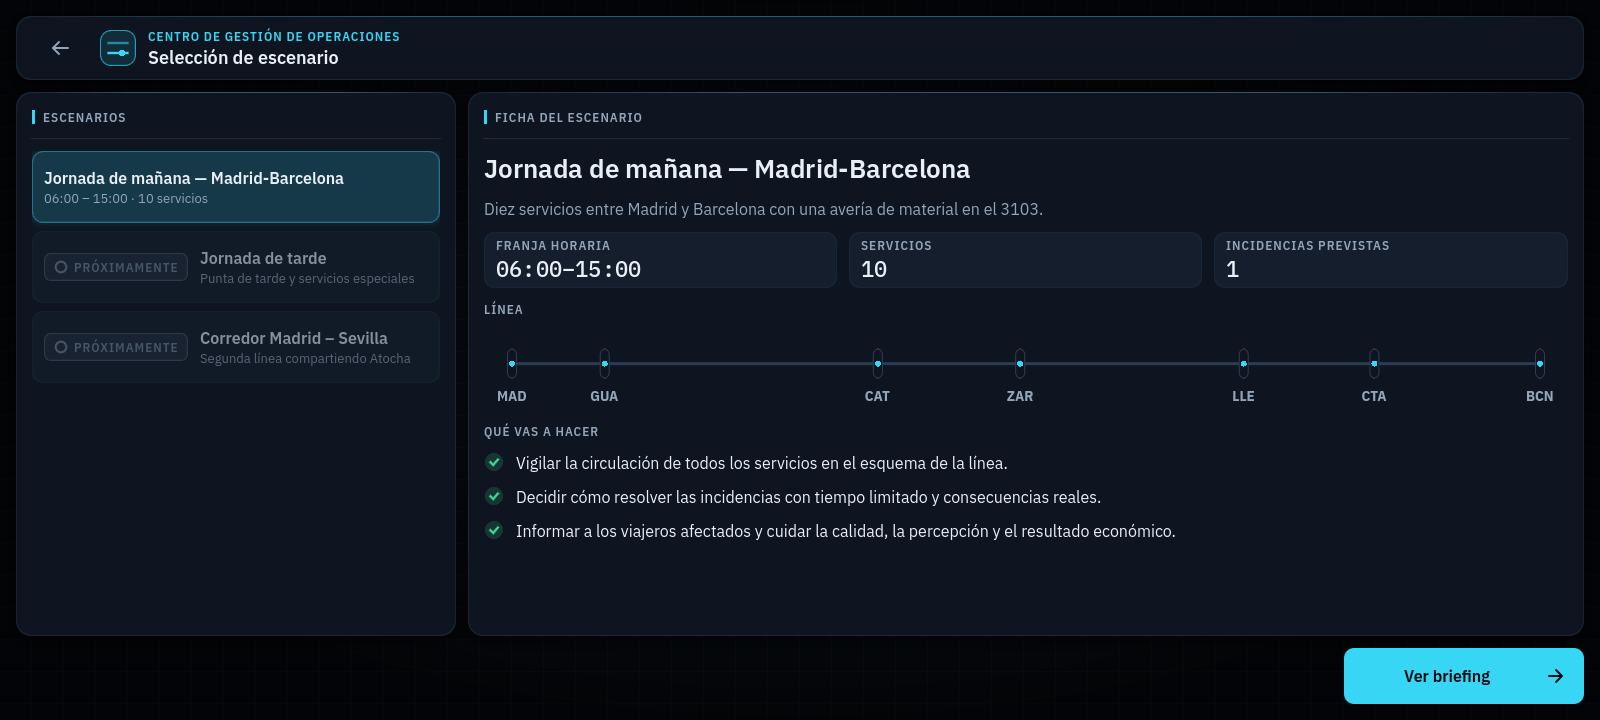 CENTRO DE GESTIÓN DE OPERACIONES
Selección de escenario
ESCENARIOS
Jornada de mañana — Madrid-Barcelona
06:00 – 15:00 · 10 servicios
PRÓXIMAMENTE
Jornada de tarde
Punta de tarde y servicios especiales
PRÓXIMAMENTE
Corredor Madrid – Sevilla
Segunda línea compartiendo Atocha
FICHA DEL ESCENARIO
Jornada de mañana — Madrid-Barcelona
Diez servicios entre Madrid y Barcelona con una avería de material en el 3103.
FRANJA HORARIA
06:00–15:00
SERVICIOS
10
INCIDENCIAS PREVISTAS
1
LÍNEA
MAD GUA CAT ZAR LLE CTA BCN
QUÉ VAS A HACER
Vigilar la circulación de todos los servicios en el esquema de la línea.
Decidir cómo resolver las incidencias con tiempo limitado y consecuencias reales.
Informar a los viajeros afectados y cuidar la calidad, la percepción y el resultado económico.
Ver briefing